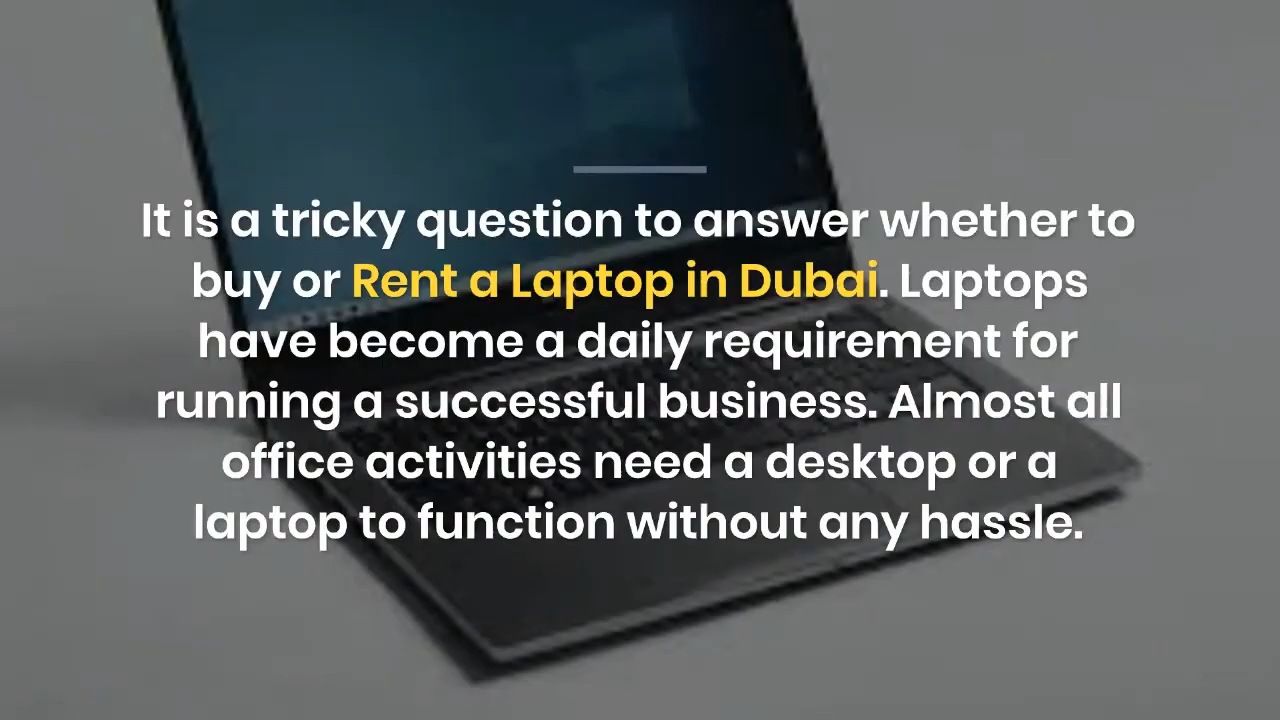 It is a tricky question to answer whether to
buy or Rent a Laptop in Dubai. Laptops
have become a daily requirement for
running a successful business. Almost all
office activities need a desktop or a
laptop to function without any hassle.